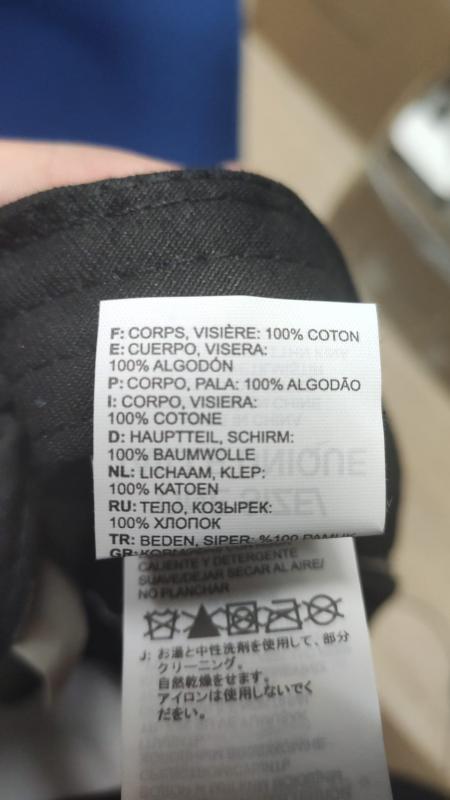 F: CORPS, VISIÈRE: 100% COTON
E: CUERPO, VISERA:
100% ALGODÓN
P: CORPO, PALA: 100% ALGODÃO
I: CORPO, VISIERA:
100% COTONE
D: HAUPTTEIL, SCHIRM:
100% BAUMWOLLE
NL: LICHAAM, KLEP:
100% KATOEN
RU: ТЕЛО, КОЗЫРЕК:
100% ХЛОПОК
TR: BEDEN, SIPER: %100 PAMUK
GR:
CALIENTE Y DETERGENTE
SUAVE/DEJAR SECAR AL AIRE/
NO PLANCHAR
J: お湯と中性洗剤を使用して、部分
クリーニング。
自然乾燥をせます。
アイロンは使用しないでく
だをい。